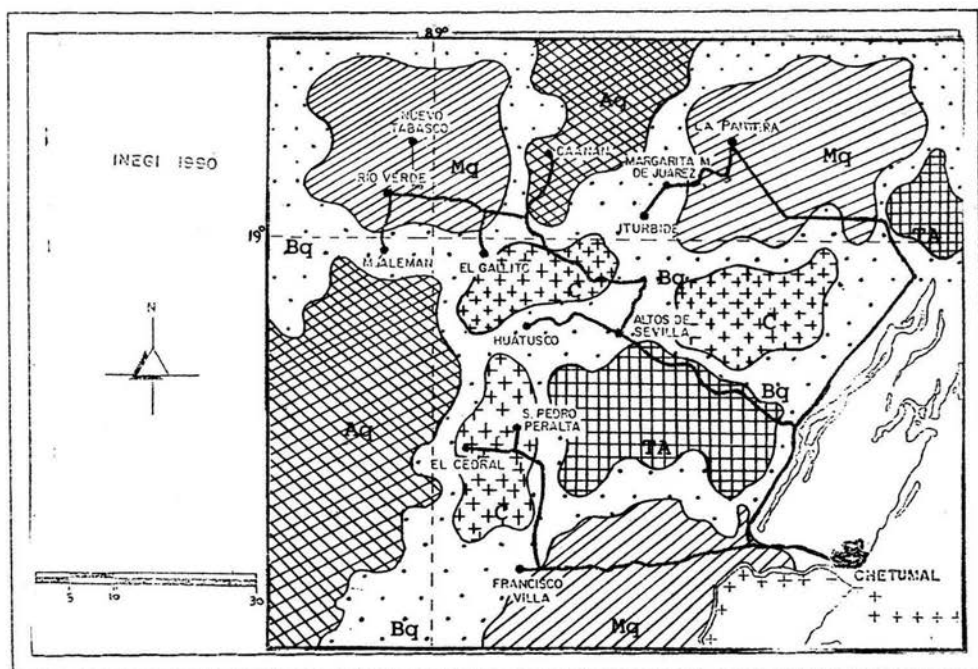 89°
INEGI 1990
NUEVO
TABASCO
Aq
CAANAN
LA PANTERA
Mq
MARGARITA M.
DE JUAREZ
Mq
RIO VERDE
ITURBIDE
19°
TA
Bq
M. ALEMAN
EL GALLITO
Bq
C
C
N
HUATUSCO
ALTOS DE
SEVILLA
Bq
Aq
S. PEDRO
PERALTA
TA
EL CEDRAL
C
CHETUMAL
FRANCISCO
VILLA
5 10 30
Bq
Mq